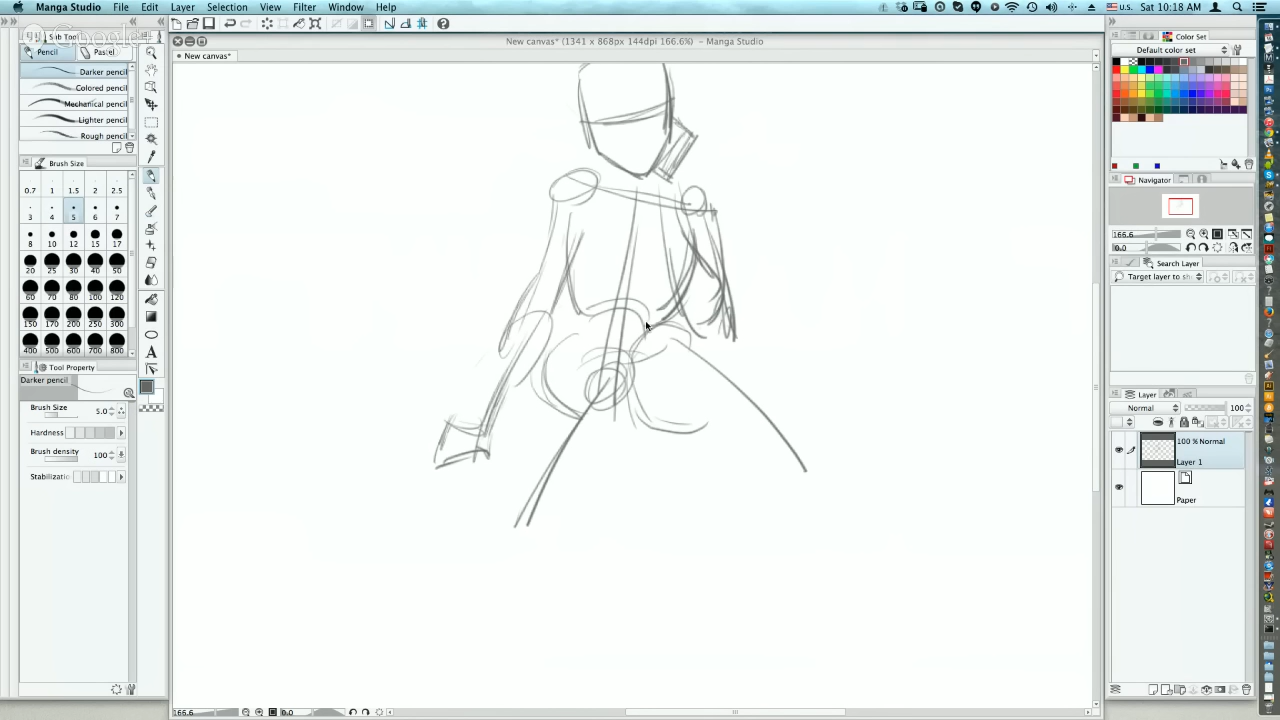 Manga Studio File Edit Layer Selection View Filter Window Help U.S. Sat 10:18 AM
New canvas* (1341 x 868px 144dpi 166.6%) - Manga Studio
New canvas*
Sub Tool
Pencil Pastel
Darker pencil
Colored pencil
Mechanical pencil
Lighter pencil
Rough pencil
Brush Size
0.7 1 1.5 2 2.5
3 4 5 6 7
8 10 12 15 17
20 25 30 40 50
60 70 80 100 120
150 170 200 250 300
400 500 600 700 800
Tool Property
Darker pencil
Brush Size 5.0
Hardness
Brush density 100
Stabilization
166.6 0.0
Color Set
Default color set
Navigator
166.6
0.0
Search Layer
Target layer to se
Layer
Normal 100
100 % Normal
Layer 1
Paper